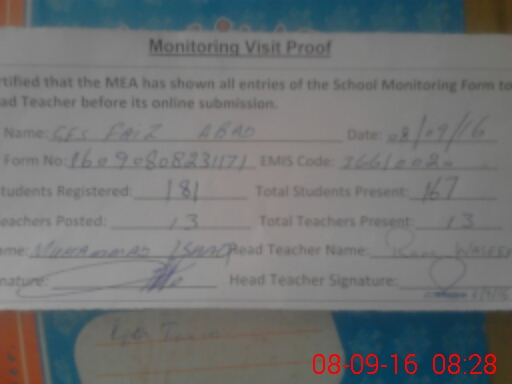 Monitoring Visit Proof
rtified that the MEA has shown all entries of the School Monitoring Form to
ad Teacher before its online submission.
Name: GES FAIZ ABAD Date: 08/09/16
Form No: 16090808231171 EMIS Code:
tudents Registered: 181 Total Students Present: 167
eachers Posted: 13 Total Teachers Present: 13
ame: MUHAMMAD ISHAQ Head Teacher Name:
nature: Head Teacher Signature:
08-09-16 08:28